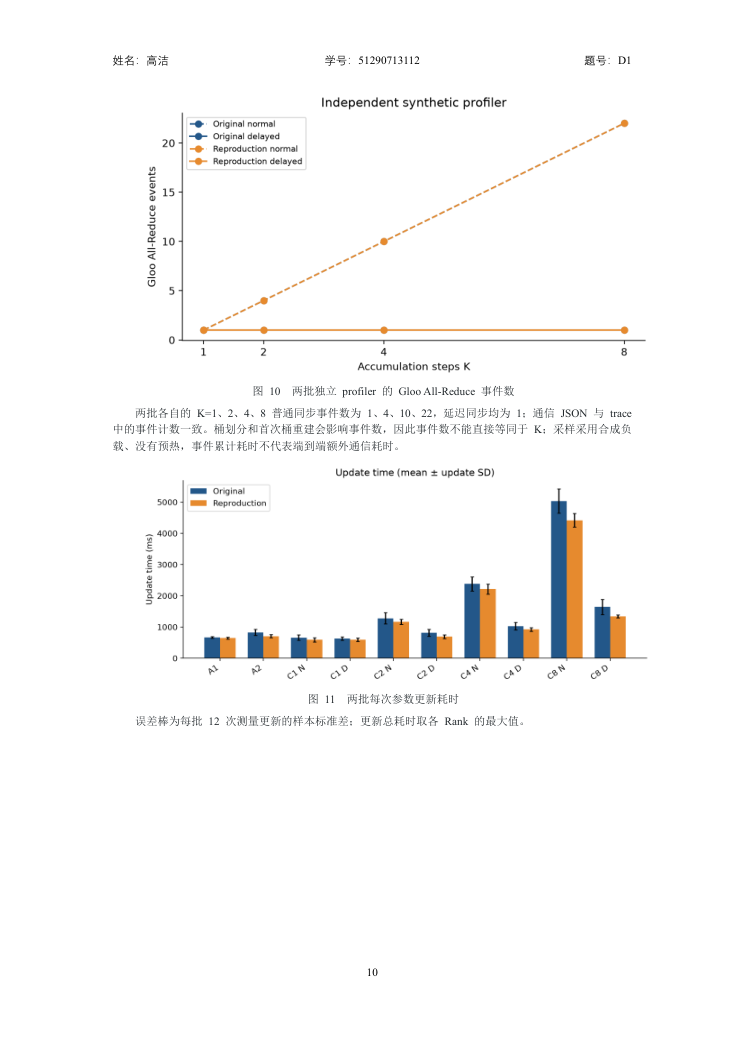 姓名：高洁 学号：51290713112 题号：D1
Independent synthetic profiler
Original normal
Original delayed
Reproduction normal
Reproduction delayed
Gloo All-Reduce events
20
15
10
5
0
1 2 4 8
Accumulation steps K
图 10 两批独立 profiler 的 Gloo All-Reduce 事件数
两批各自的 K=1、2、4、8 普通同步事件数为 1、4、10、22，延迟同步均为 1；通信 JSON 与 trace
中的事件计数一致。桶划分和首次桶重建会影响事件数，因此事件数不能直接等同于 K；采样采用合成负
载、没有预热，事件累计耗时不代表端到端额外通信耗时。
Update time (mean ± update SD)
Original
Reproduction
Update time (ms)
5000
4000
3000
2000
1000
0
A1 A2 C1 N C1 D C2 N C2 D C4 N C4 D C8 N C8 D
图 11 两批每次参数更新耗时
误差棒为每批 12 次测量更新的样本标准差；更新总耗时取各 Rank 的最大值。
10